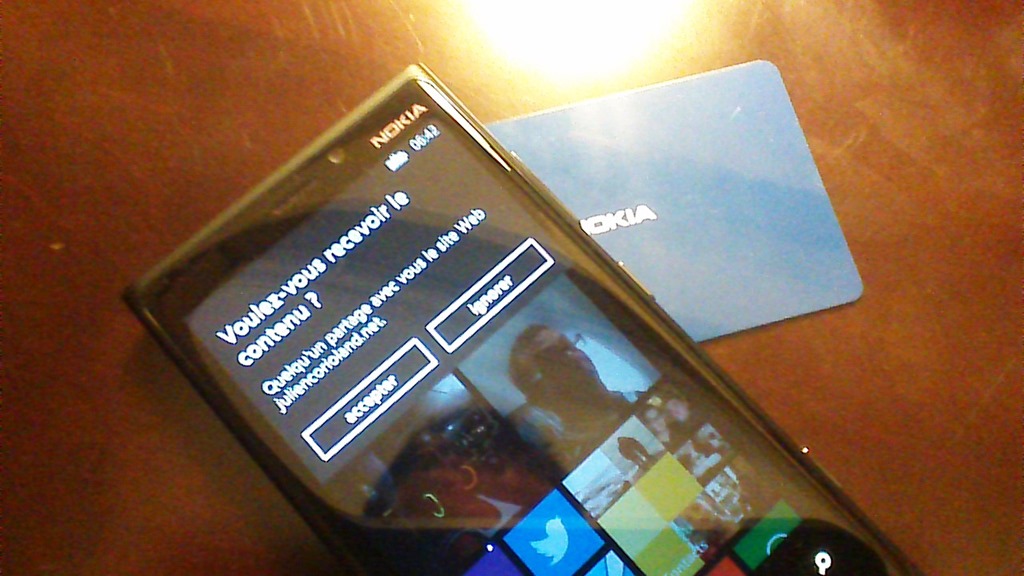 NOKIA
06:42
Voulez-vous recevoir le
contenu ?
Quelqu'un partage avec vous le site Web
juliencorioland.net.
accepter
ignorer
NOKIA